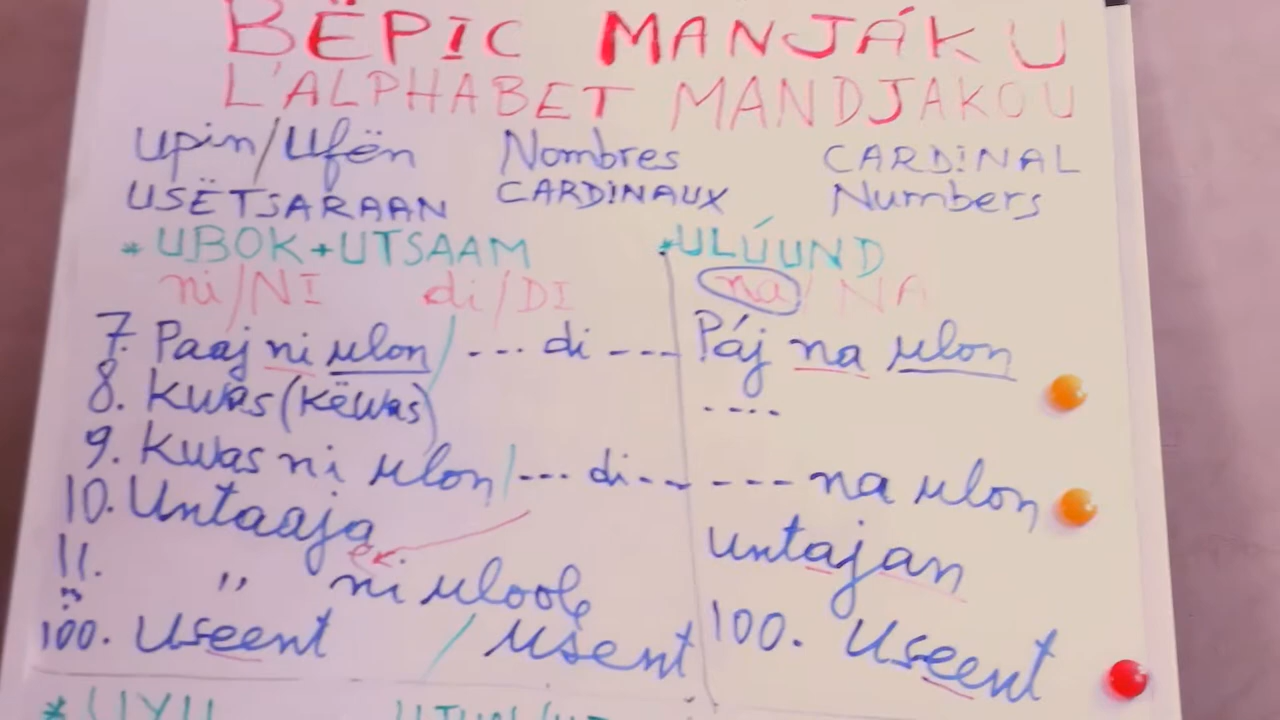 BËPIC MANJÁKU
L'ALPHABET MANDJAKOU
Upin/Ufën Nombres CARDINAL
USËTSARAAN CARDINAUX Numbers
* UBOK + UTSAAM *ULÚUND
ni/NI di/DI na/NA
7. Paaj ni ulon / --- di --- Páj na ulon
8. Kwas (Këwas) ----
9. Kwas ni ulon / --- di -- --- na ulon
10. Untaaja untajan
e
11. " ni uloole
100. Useent / Usent 100. Useent